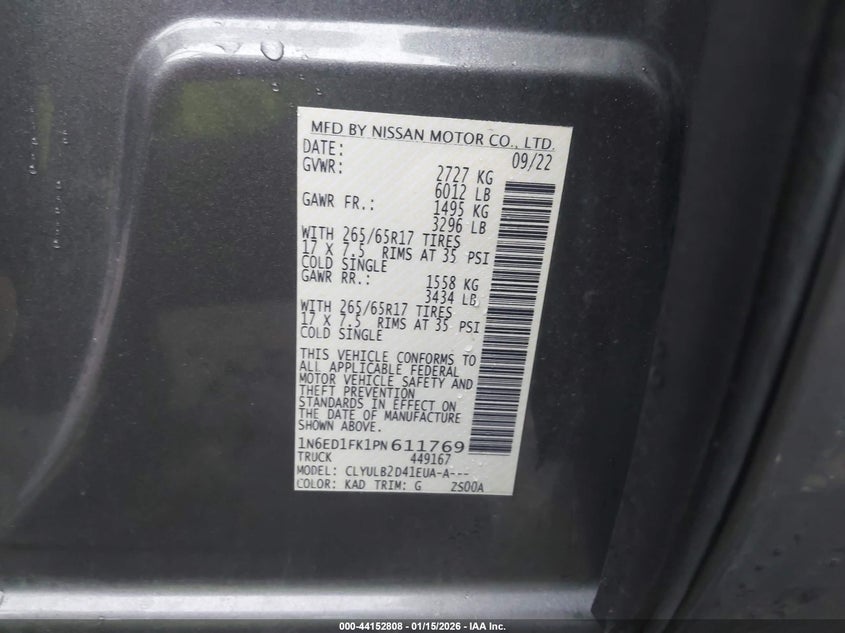 MFD BY NISSAN MOTOR CO., LTD.
DATE: 09/22
GVWR: 2727 KG
6012 LB
GAWR FR.: 1495 KG
3296 LB
WITH 265/65R17 TIRES
17 X 7.5 RIMS AT 35 PSI
COLD SINGLE
GAWR RR.: 1558 KG
3434 LB
WITH 265/65R17 TIRES
17 X 7.5 RIMS AT 35 PSI
COLD SINGLE
THIS VEHICLE CONFORMS TO
ALL APPLICABLE FEDERAL
MOTOR VEHICLE SAFETY AND
THEFT PREVENTION
STANDARDS IN EFFECT ON
THE DATE OF MANUFACTURE
SHOWN ABOVE.
1N6ED1FK1PN611769
TRUCK 449167
MODEL: CLYULB2D41EUA-A---
COLOR: KAD TRIM: G 2S00A
000-44152808 - 01/15/2026 - IAA Inc.